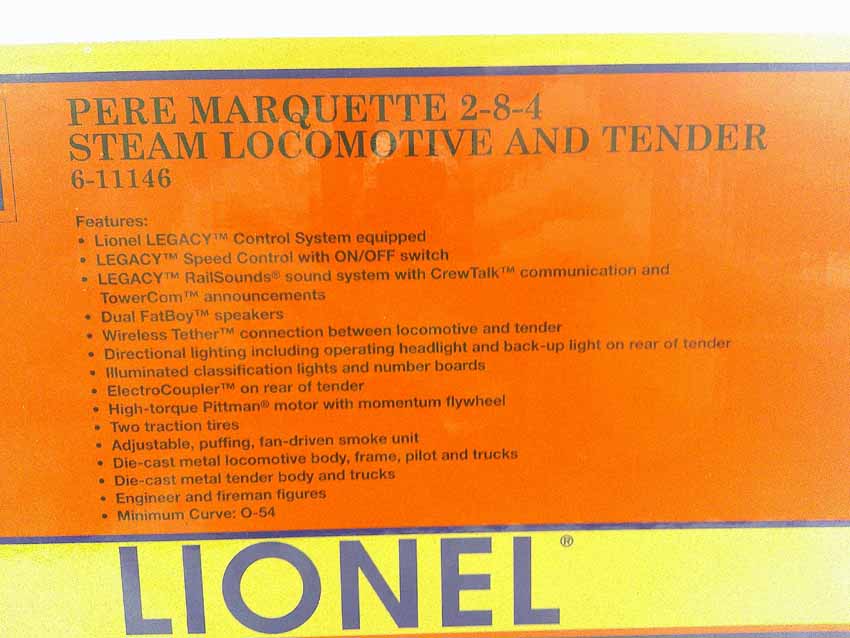 PERE MARQUETTE 2-8-4
STEAM LOCOMOTIVE AND TENDER
6-11146
Features:
• Lionel LEGACY™ Control System equipped
• LEGACY™ Speed Control with ON/OFF switch
• LEGACY™ RailSounds® sound system with CrewTalk™ communication and
TowerCom™ announcements
• Dual FatBoy™ speakers
• Wireless Tether™ connection between locomotive and tender
• Directional lighting including operating headlight and back-up light on rear of tender
• Illuminated classification lights and number boards
• ElectroCoupler™ on rear of tender
• High-torque Pittman® motor with momentum flywheel
• Two traction tires
• Adjustable, puffing, fan-driven smoke unit
• Die-cast metal locomotive body, frame, pilot and trucks
• Die-cast metal tender body and trucks
• Engineer and fireman figures
• Minimum Curve: O-54
LIONEL®